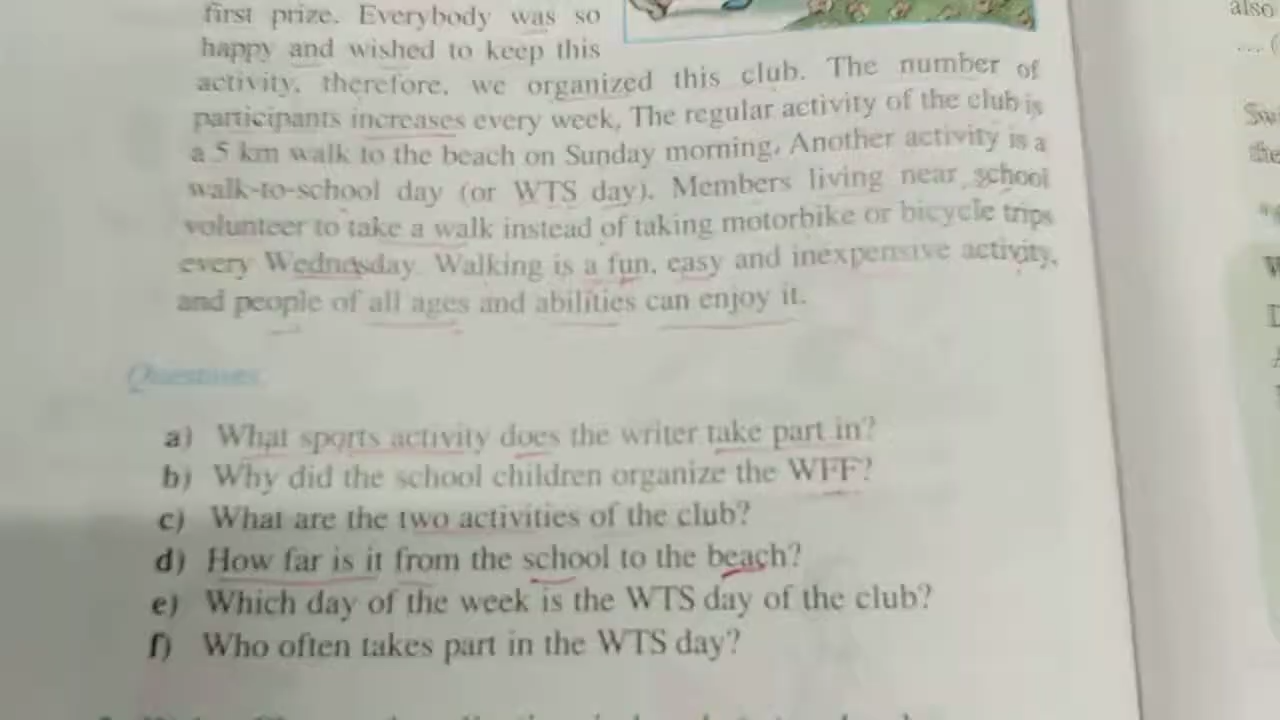 first prize. Everybody was so
happy and wished to keep this
activity, therefore, we organized this club. The number of
participants increases every week. The regular activity of the club is
a 5 km walk to the beach on Sunday morning. Another activity is a
walk-to-school day (or WTS day). Members living near school
volunteer to take a walk instead of taking motorbike or bicycle trips
every Wednesday. Walking is a fun, easy and inexpensive activity,
and people of all ages and abilities can enjoy it.
Questions
a) What sports activity does the writer take part in?
b) Why did the school children organize the WFF?
c) What are the two activities of the club?
d) How far is it from the school to the beach?
e) Which day of the week is the WTS day of the club?
f) Who often takes part in the WTS day?
also